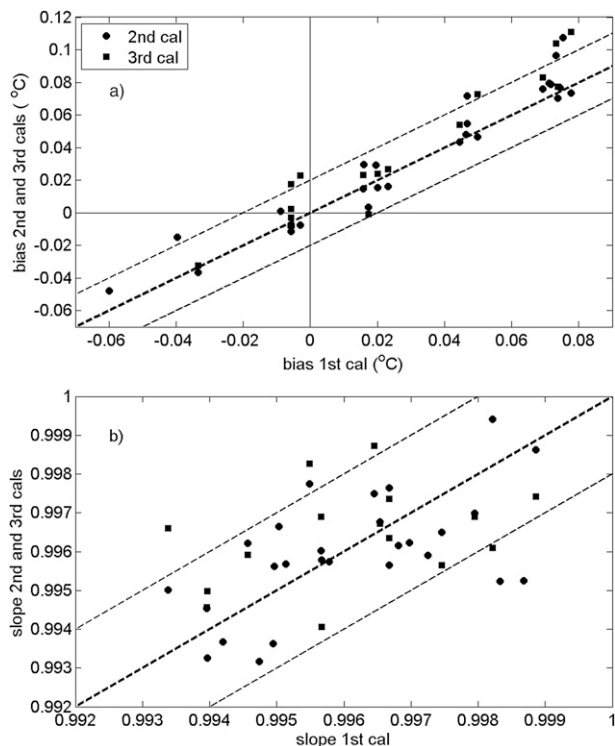 0.12
0.1
0.08
0.06
0.04
0.02
0
-0.02
-0.04
-0.06
bias 2nd and 3rd cals (°C)
2nd cal
3rd cal
a)
-0.06 -0.04 -0.02 0 0.02 0.04 0.06 0.08
bias 1st cal (°C)
1
0.999
0.998
0.997
0.996
0.995
0.994
0.993
0.992
slope 2nd and 3rd cals
b)
0.992 0.993 0.994 0.995 0.996 0.997 0.998 0.999 1
slope 1st cal